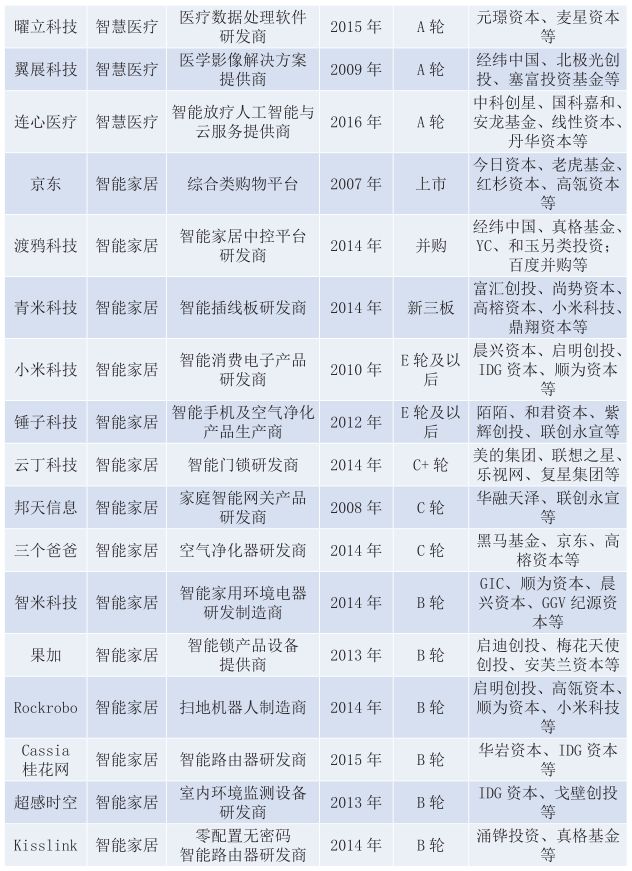 曜立科技 智慧医疗 医疗数据处理软件研发商 2015 年 A 轮 元璟资本、麦星资本等
翼展科技 智慧医疗 医学影像解决方案提供商 2009 年 A 轮 经纬中国、北极光创投、塞富投资基金等
连心医疗 智慧医疗 智能放疗人工智能与云服务提供商 2016 年 A 轮 中科创星、国科嘉和、安龙基金、线性资本、丹华资本等
京东 智能家居 综合类购物平台 2007 年 上市 今日资本、老虎基金、红杉资本、高瓴资本等
渡鸦科技 智能家居 智能家居中控平台研发商 2014 年 并购 经纬中国、真格基金、YC、和玉另类投资；百度并购等
青米科技 智能家居 智能插线板研发商 2014 年 新三板 富汇创投、尚势资本、高榕资本、小米科技、鼎翔资本等
小米科技 智能家居 智能消费电子产品研发商 2010 年 E 轮及以后 晨兴资本、启明创投、IDG 资本、顺为资本等
锤子科技 智能家居 智能手机及空气净化产品生产商 2012 年 E 轮及以后 陌陌、和君资本、紫辉创投、联创永宣等
云丁科技 智能家居 智能门锁研发商 2014 年 C+ 轮 美的集团、联想之星、乐视网、复星集团等
邦天信息 智能家居 家庭智能网关产品研发商 2008 年 C 轮 华融天泽、联创永宣等
三个爸爸 智能家居 空气净化器研发商 2014 年 C 轮 黑马基金、京东、高榕资本等
智米科技 智能家居 智能家用环境电器研发制造商 2014 年 B 轮 GIC、顺为资本、晨兴资本、GGV 纪源资本等
果加 智能家居 智能锁产品设备提供商 2013 年 B 轮 启迪创投、梅花天使创投、安芙兰资本等
Rockrobo 智能家居 扫地机器人制造商 2014 年 B 轮 启明创投、高瓴资本、顺为资本、小米科技等
Cassia 桂花网 智能家居 智能路由器研发商 2015 年 B 轮 华岩资本、IDG 资本等
超感时空 智能家居 室内环境监测设备研发商 2013 年 B 轮 IDG 资本、戈壁创投等
Kisslink 智能家居 零配置无密码智能路由器研发商 2014 年 B 轮 涌铧投资、真格基金等